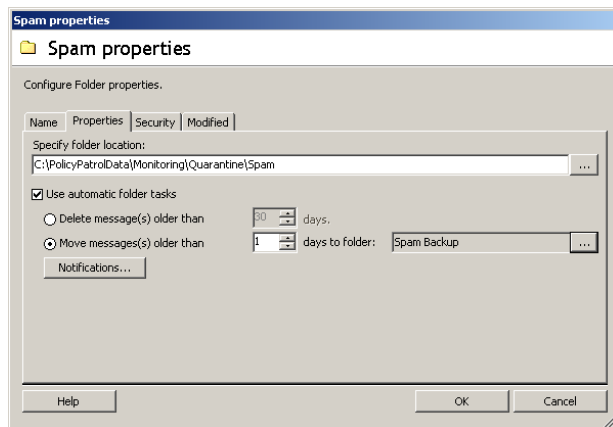 Spam properties
Spam properties
Configure Folder properties.
Name Properties Security Modified
Specify folder location:
C:\PolicyPatrolData\Monitoring\Quarantine\Spam ...
Use automatic folder tasks
Delete message(s) older than 30 days.
Move messages(s) older than 1 days to folder: Spam Backup ...
Notifications...
Help OK Cancel